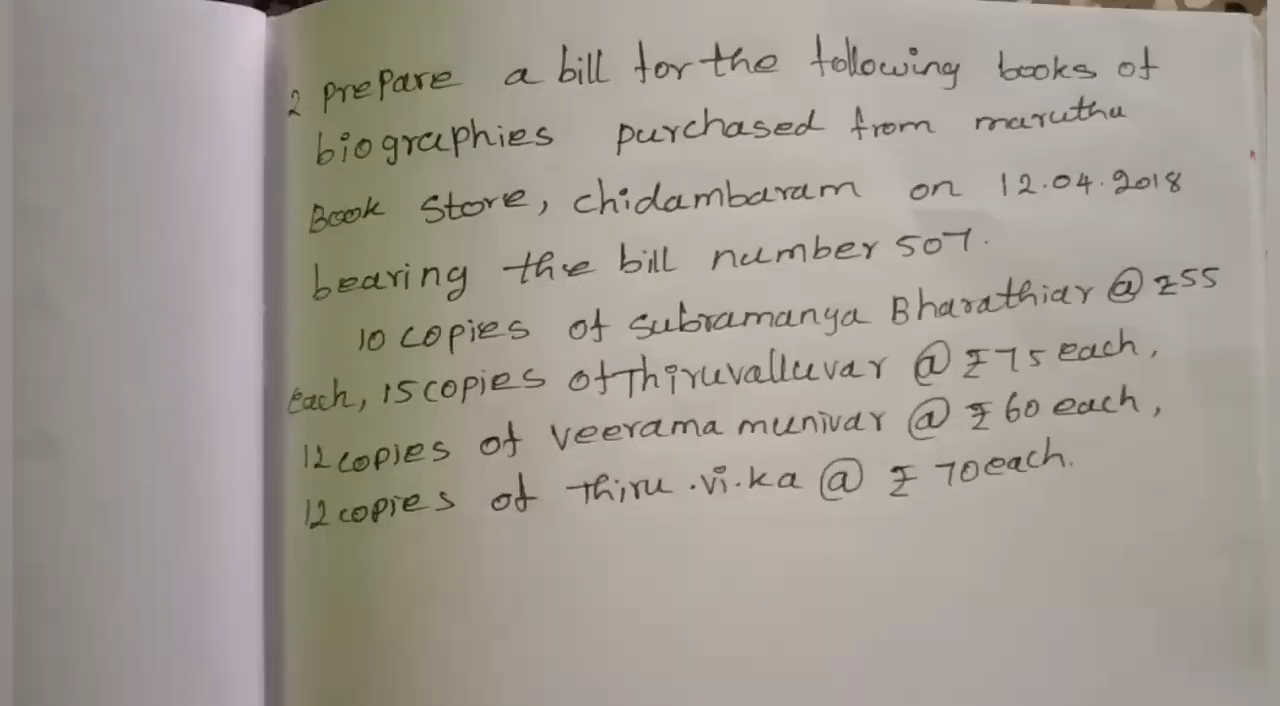 2 Prepare a bill for the following books of
biographies purchased from marutha
Book Store, chidambaram on 12.04.2018
bearing the bill number 507.
10 copies of subramanya Bharathiar @ ₹55
each, 15 copies of Thiruvalluvar @ ₹75 each,
12 copies of veerama munivar @ ₹60 each,
12 copies of Thiru.vi.ka @ ₹70 each.